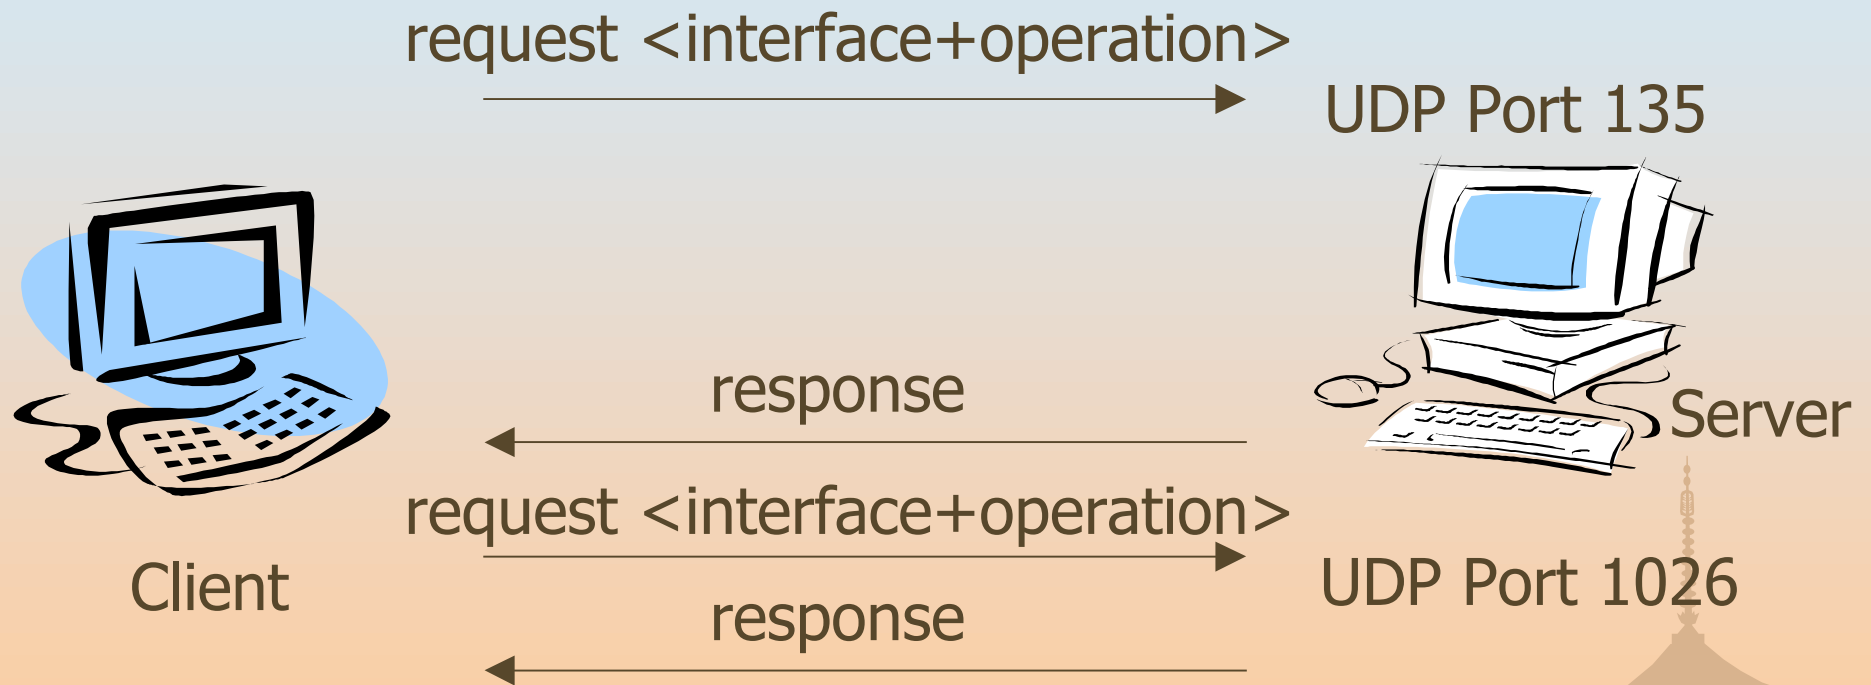 request <interface+operation>
UDP Port 135
response
Server
request <interface+operation>
UDP Port 1026
Client
response